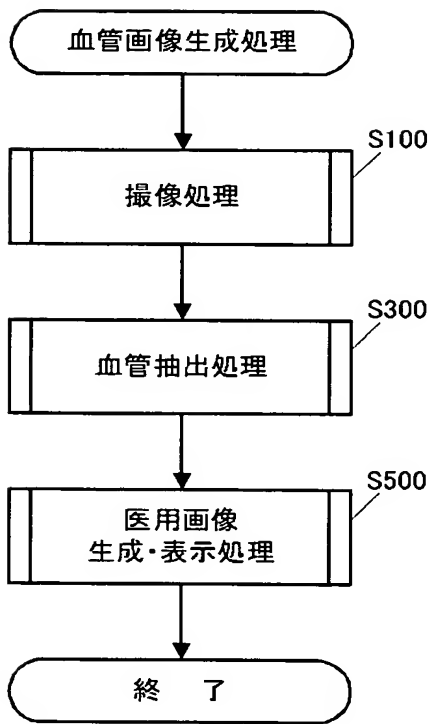 血管画像生成処理
S100
撮像処理
S300
血管抽出処理
S500
医用画像
生成・表示処理
終 了